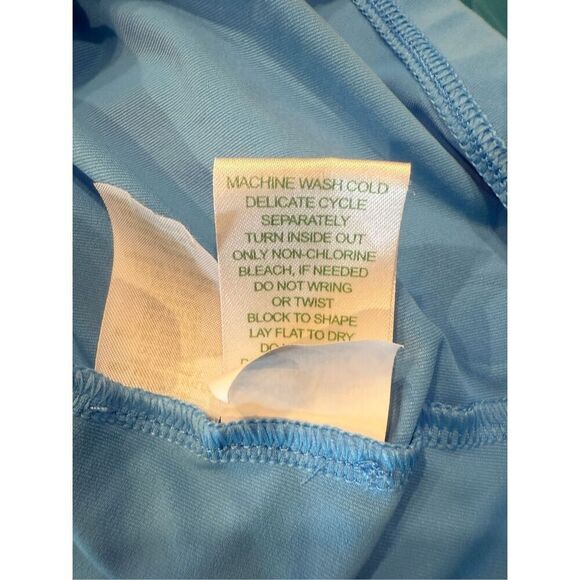 MACHINE WASH COLD
DELICATE CYCLE
SEPARATELY
TURN INSIDE OUT
ONLY NON-CHLORINE
BLEACH, IF NEEDED
DO NOT WRING
OR TWIST
BLOCK TO SHAPE
LAY FLAT TO DRY